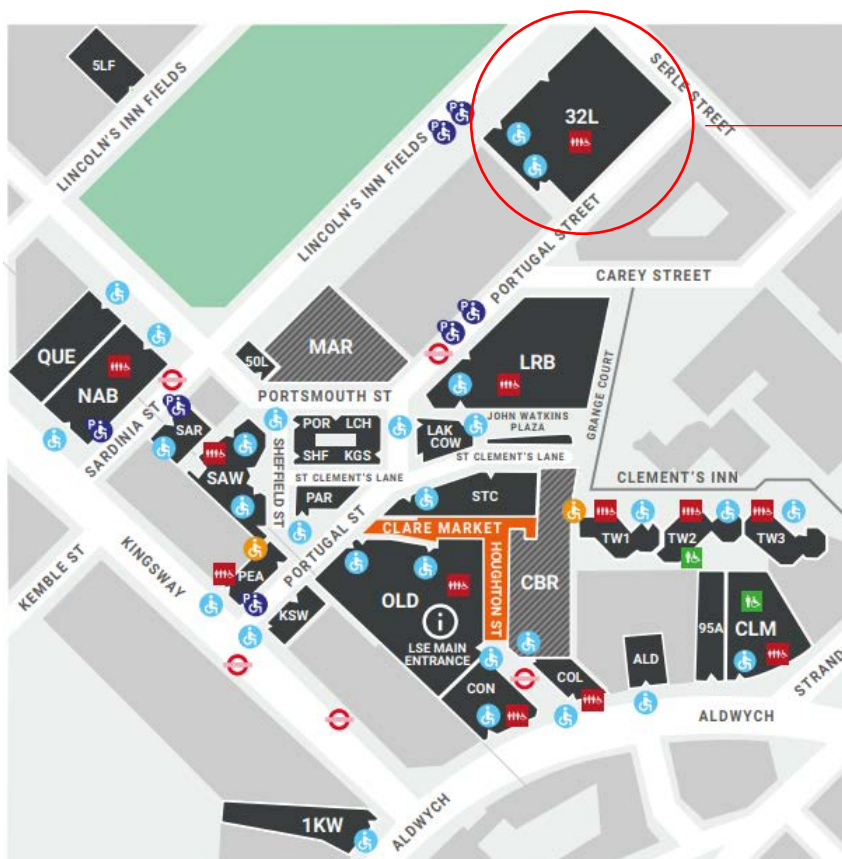 5LF
LINCOLN'S INN FIELDS
32L
SERLE STREET
LINCOLN'S INN FIELDS
P
P
PORTUGAL STREET
CAREY STREET
QUE
NAB
MAR
50L
P
P
LRB
GRANGE COURT
PORTSMOUTH ST
SARDINIA ST
P
P
SAR
SAW
SHEFFIELD ST
POR LCH
SHF KGS
LAK
COW
JOHN WATKINS
PLAZA
ST CLEMENT'S LANE
ST CLEMENT'S LANE
CLEMENT'S INN
PAR
STC
PORTUGAL ST
CLARE MARKET
HOUGHTON ST
CBR
TW1
TW2
TW3
KEMBLE ST
KINGSWAY
PEA
P
KSW
OLD
i
LSE MAIN
ENTRANCE
CON
COL
ALD
95A
CLM
STRAND
ALDWYCH
ALDWYCH
1KW